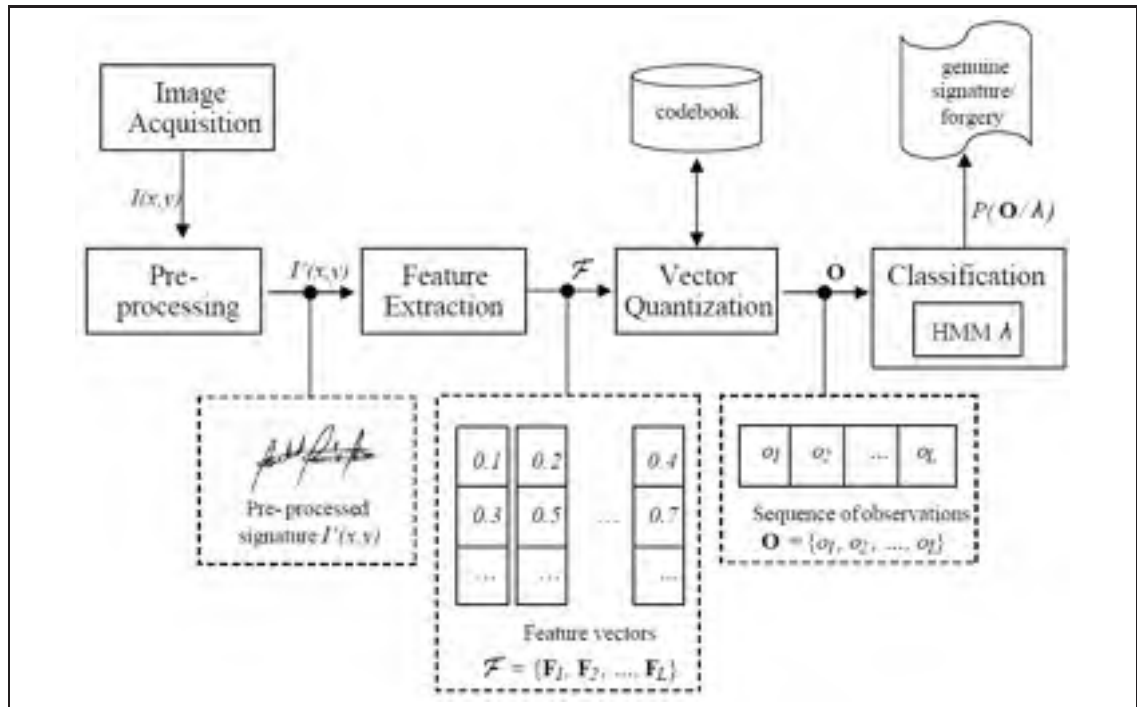 Image
Acquisition
I(x,y)
Pre-
processing
I'(x,y)
Feature
Extraction
ℱ
codebook
Vector
Quantization
O
genuine
signature/
forgery
P(O/λ)
Classification
HMM λ
Pre- processed
signature I'(x,y)
0.1 0.2 0.4
0.3 0.5 ... 0.7
... ... ...
Feature vectors
ℱ = {F1, F2, ..., FL}
o1 o2 ... oL
Sequence of observations
O = {o1, o2, ..., oL}